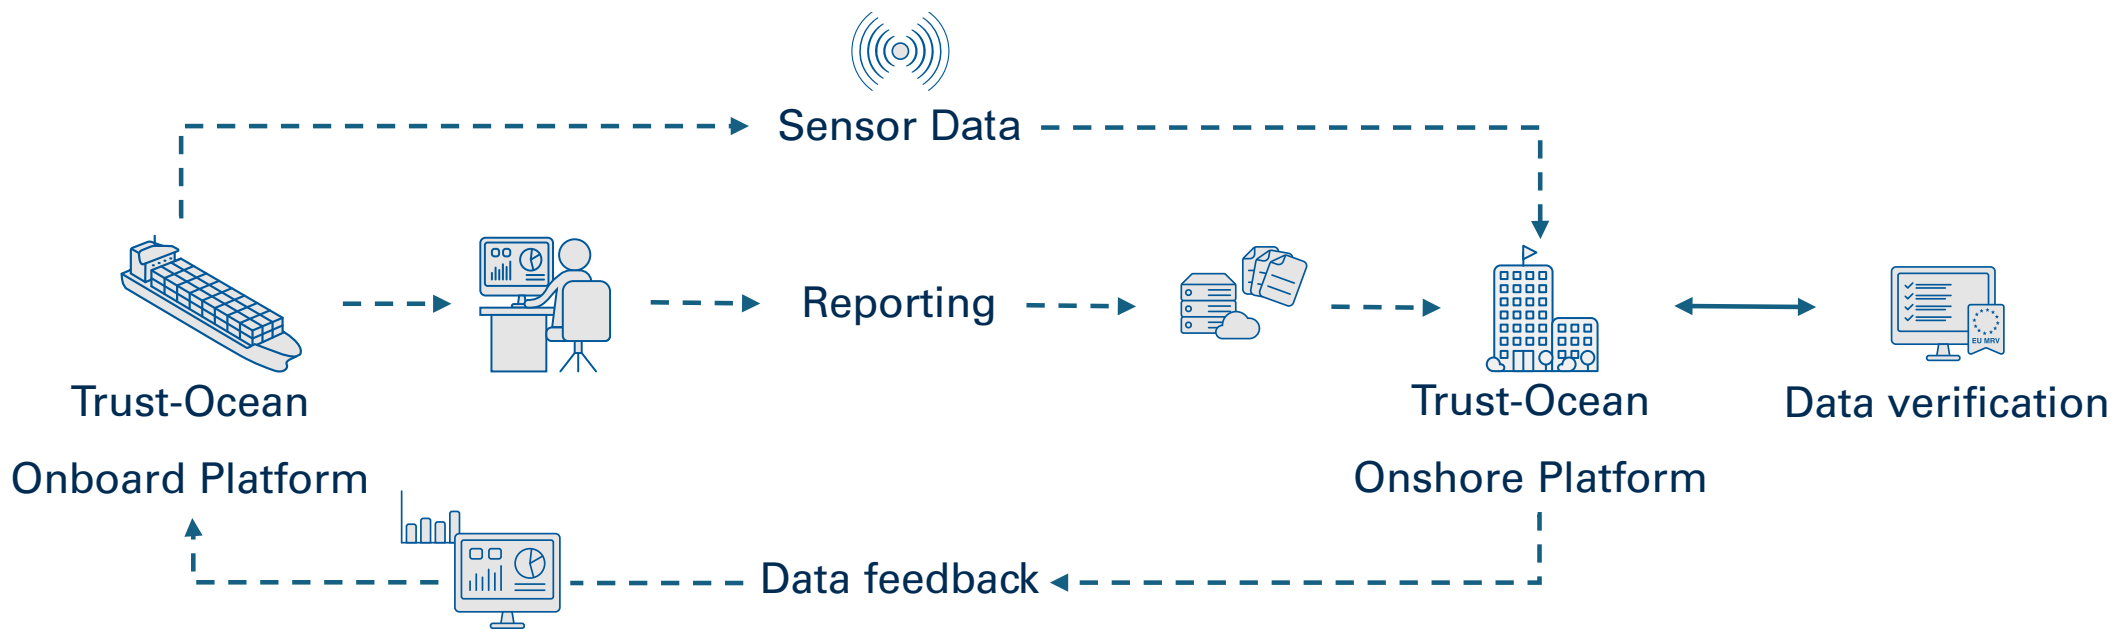 Sensor Data
Reporting
EU MRV
Trust-Ocean
Trust-Ocean
Data verification
Onboard Platform
Onshore Platform
Data feedback